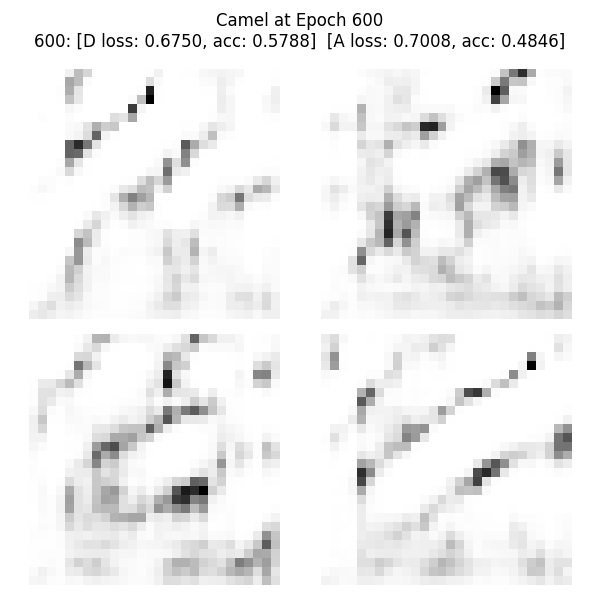 Camel at Epoch 600
600: [D loss: 0.6750, acc: 0.5788]  [A loss: 0.7008, acc: 0.4846]